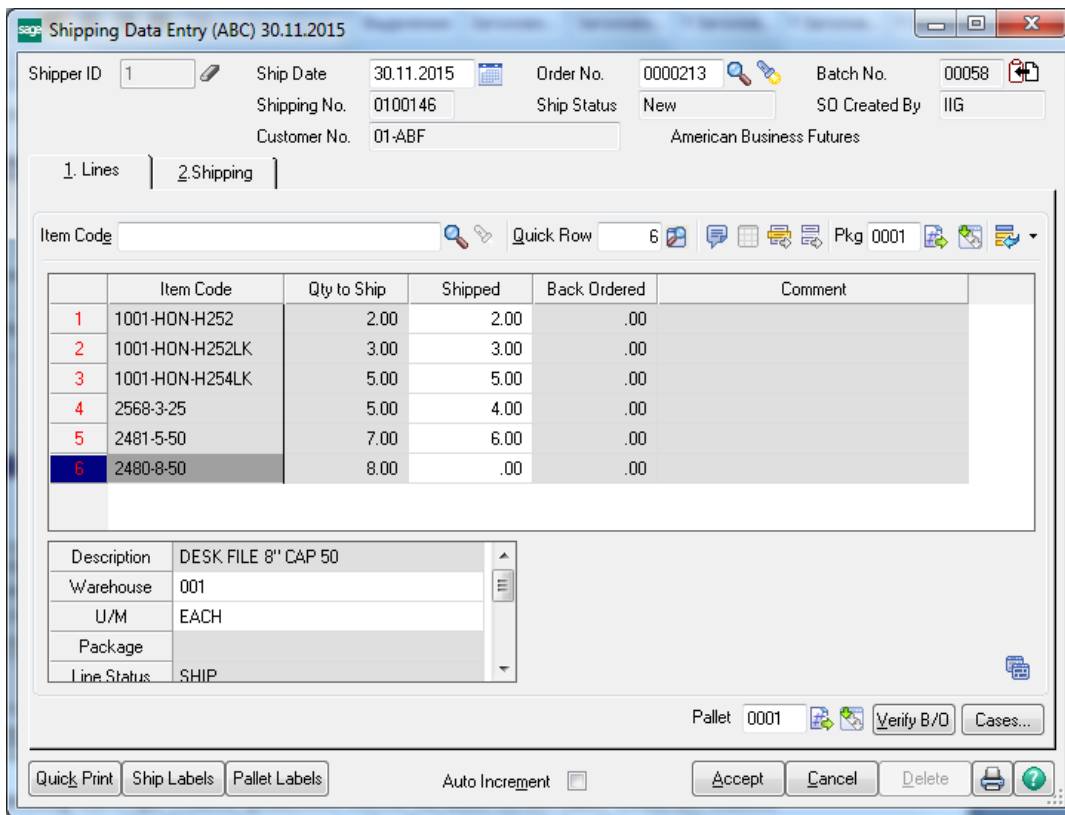 sage Shipping Data Entry (ABC) 30.11.2015
Shipper ID 1 Ship Date 30.11.2015 Order No. 0000213 Batch No. 00058
Shipping No. 0100146 Ship Status New SO Created By IIG
Customer No. 01-ABF American Business Futures
1. Lines 2.Shipping
Item Code Quick Row 6 Pkg 0001
Item Code Qty to Ship Shipped Back Ordered Comment
1 1001-HON-H252 2.00 2.00 .00
2 1001-HON-H252LK 3.00 3.00 .00
3 1001-HON-H254LK 5.00 5.00 .00
4 2568-3-25 5.00 4.00 .00
5 2481-5-50 7.00 6.00 .00
6 2480-8-50 8.00 .00 .00
Description DESK FILE 8" CAP 50
Warehouse 001
U/M EACH
Package
Line Status SHIP
Pallet 0001 Verify B/O Cases...
Quick Print Ship Labels Pallet Labels Auto Increment Accept Cancel Delete